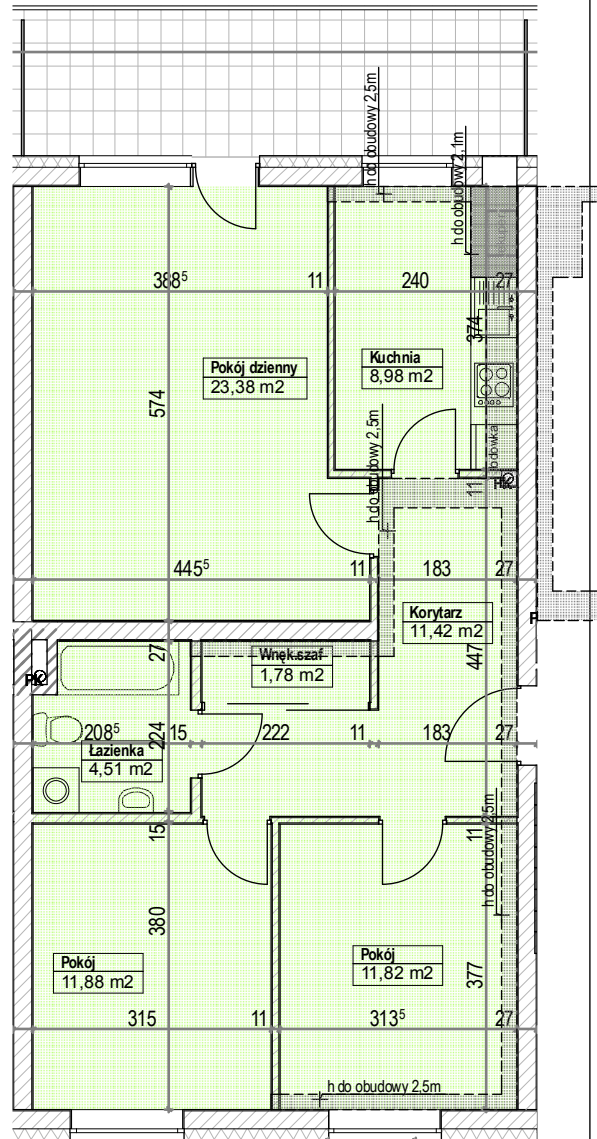 h do obudowy 2,5m
h do obudowy 2,1m
388⁵
11
240
27
374
Kuchnia
8,98 m2
Pokój dzienny
23,38 m2
574
h do obudowy 2,5m
11
445⁵
11
183
27
Korytarz
11,42 m2
447
27
Wnęk.szaf
1,78 m2
208⁵
15
222
11
183
27
224
Łazienka
4,51 m2
15
11
h do obudowy 2,5m
380
Pokój
11,88 m2
Pokój
11,82 m2
377
315
11
313⁵
27
h do obudowy 2,5m